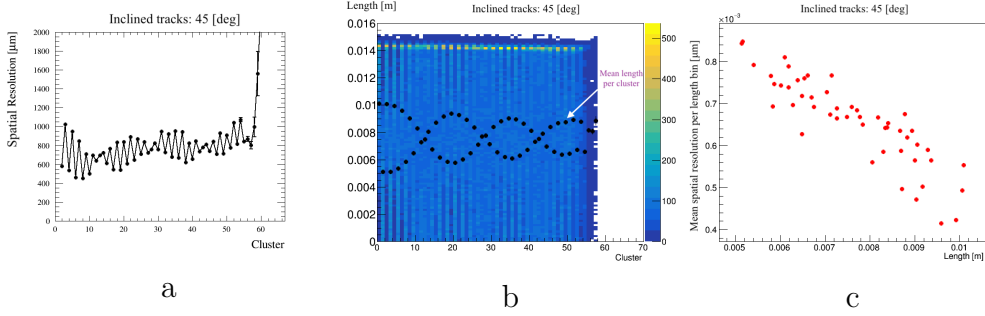 Inclined tracks: 45 [deg]
Spatial Resolution [μm]
2000
1800
1600
1400
1200
1000
800
600
400
200
0
0 10 20 30 40 50 60
Cluster
a
Length [m]
Inclined tracks: 45 [deg]
0.016
0.014
0.012
0.01
0.008
0.006
0.004
0.002
0
0 10 20 30 40 50 60 70
Cluster
Mean length
per cluster
500
400
300
200
100
0
b
Inclined tracks: 45 [deg]
×10⁻³
Mean spatial resolution per length bin [μm]
0.8
0.7
0.6
0.5
0.4
0.005 0.006 0.007 0.008 0.009 0.01
Length [m]
c